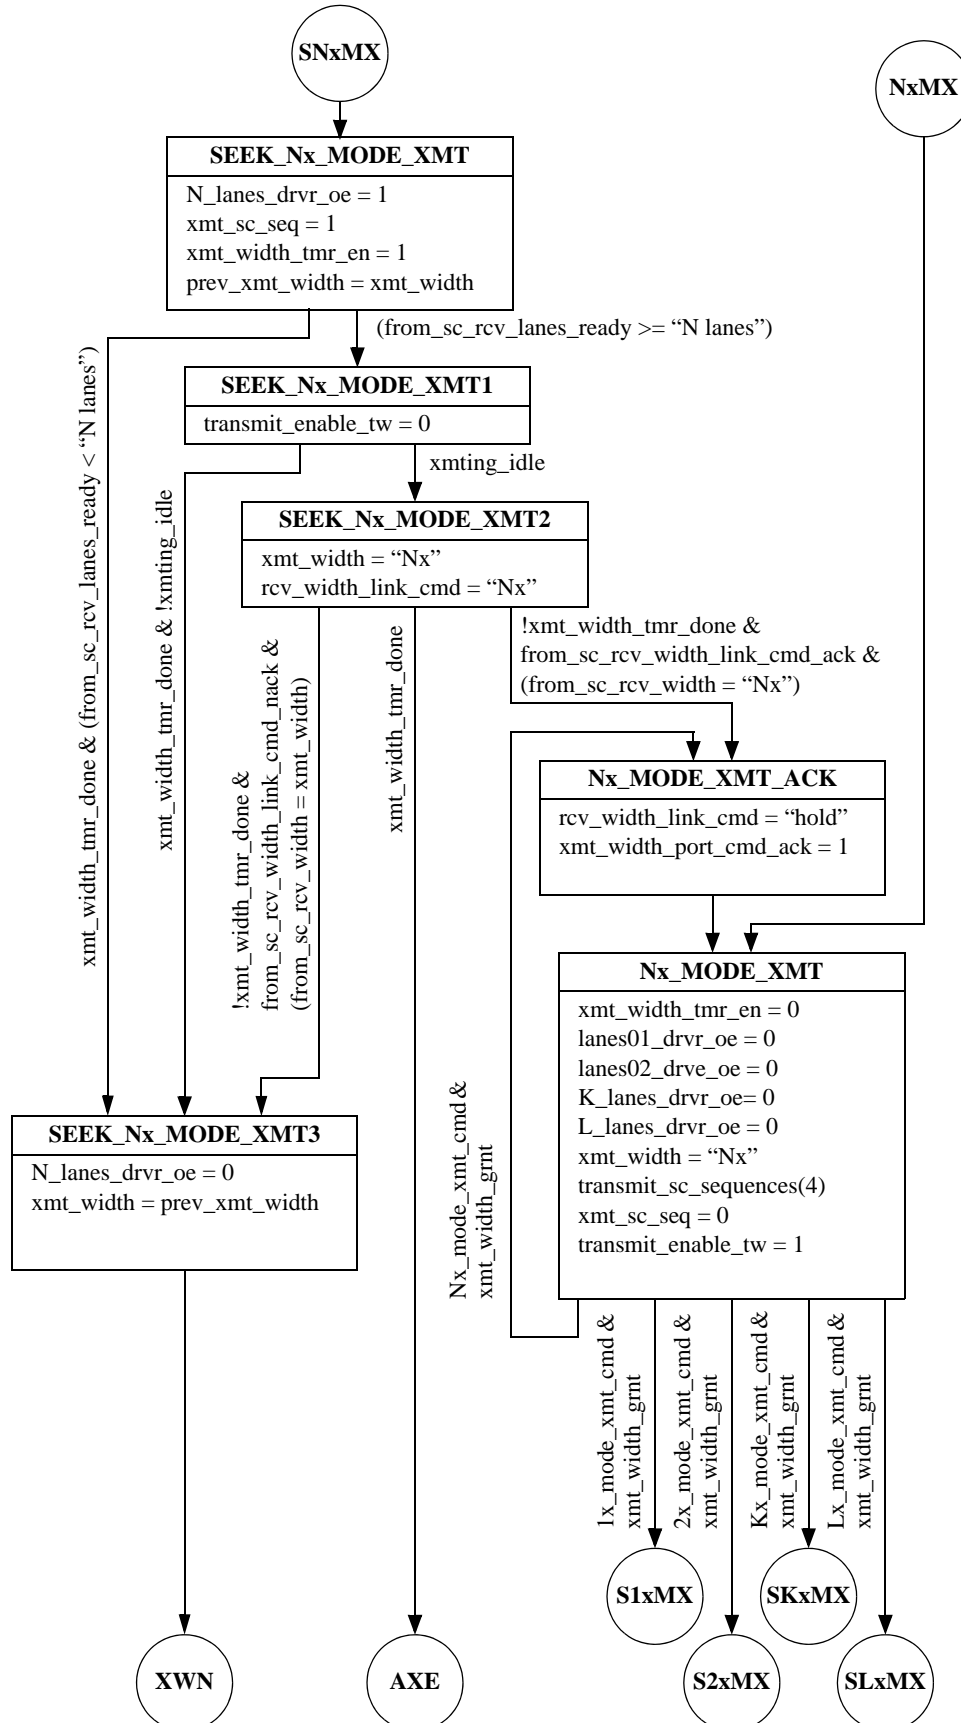 SNxMX
NxMX
SEEK_Nx_MODE_XMT
N_lanes_drvr_oe = 1
xmt_sc_seq = 1
xmt_width_tmr_en = 1
prev_xmt_width = xmt_width
(from_sc_rcv_lanes_ready >= “N lanes”)
xmt_width_tmr_done & (from_sc_rcv_lanes_ready < “N lanes”)
SEEK_Nx_MODE_XMT1
transmit_enable_tw = 0
xmt_width_tmr_done & !xmting_idle
xmting_idle
SEEK_Nx_MODE_XMT2
xmt_width = “Nx”
rcv_width_link_cmd = “Nx”
!xmt_width_tmr_done &
from_sc_rcv_width_link_cmd_nack &
(from_sc_rcv_width = xmt_width)
xmt_width_tmr_done
!xmt_width_tmr_done &
from_sc_rcv_width_link_cmd_ack &
(from_sc_rcv_width = “Nx”)
Nx_MODE_XMT_ACK
rcv_width_link_cmd = “hold”
xmt_width_port_cmd_ack = 1
Nx_MODE_XMT
xmt_width_tmr_en = 0
lanes01_drvr_oe = 0
lanes02_drve_oe = 0
K_lanes_drvr_oe= 0
L_lanes_drvr_oe = 0
xmt_width = “Nx”
transmit_sc_sequences(4)
xmt_sc_seq = 0
transmit_enable_tw = 1
Nx_mode_xmt_cmd &
xmt_width_grnt
SEEK_Nx_MODE_XMT3
N_lanes_drvr_oe = 0
xmt_width = prev_xmt_width
1x_mode_xmt_cmd &
xmt_width_grnt
2x_mode_xmt_cmd &
xmt_width_grnt
Kx_mode_xmt_cmd &
xmt_width_grnt
Lx_mode_xmt_cmd &
xmt_width_grnt
S1xMX
SKxMX
XWN
AXE
S2xMX
SLxMX